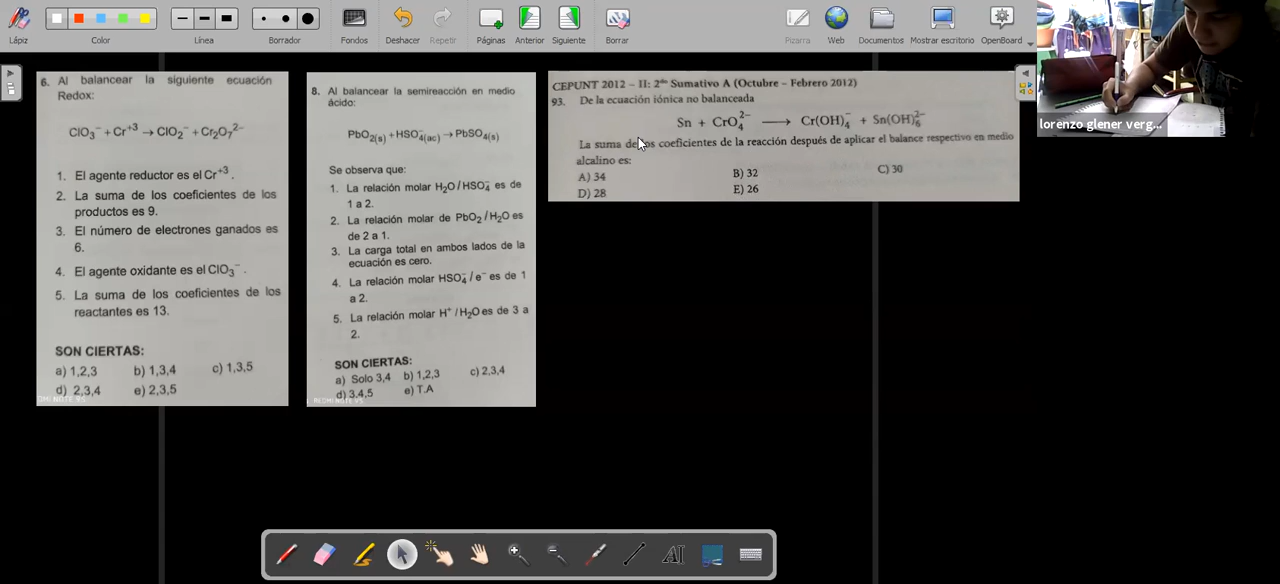 Lápiz
Color
Línea
Borrador
Fondos
Deshacer
Repetir
Páginas
Anterior
Siguiente
Borrar
Pizarra
Web
Documentos
Mostrar escritorio
OpenBoard
lorenzo glener verg...
6. Al balancear la siguiente ecuación
Redox:
ClO₃⁻ + Cr⁺³ → ClO₂⁻ + Cr₂O₇²⁻
1. El agente reductor es el Cr⁺³.
2. La suma de los coeficientes de los
productos es 9.
3. El número de electrones ganados es
6.
4. El agente oxidante es el ClO₃⁻.
5. La suma de los coeficientes de los
reactantes es 13.
SON CIERTAS:
a) 1,2,3 b) 1,3,4 c) 1,3,5
d) 2,3,4 e) 2,3,5
8. Al balancear la semireacción en medio
ácido:
PbO₂(s) + HSO₄⁻(ac) → PbSO₄(s)
Se observa que:
1. La relación molar H₂O/HSO₄⁻ es de
1 a 2.
2. La relación molar de PbO₂/H₂O es
de 2 a 1.
3. La carga total en ambos lados de la
ecuación es cero.
4. La relación molar HSO₄⁻/e⁻ es de 1
a 2.
5. La relación molar H⁺/H₂O es de 3 a
2.
SON CIERTAS:
a) Solo 3,4 b) 1,2,3 c) 2,3,4
d) 3,4,5 e) T.A
CEPUNT 2012 – II: 2do Sumativo A (Octubre – Febrero 2012)
93. De la ecuación iónica no balanceada
Sn + CrO₄²⁻ ⟶ Cr(OH)₄⁻ + Sn(OH)₆²⁻
La suma de los coeficientes de la reacción después de aplicar el balance respectivo en medio
alcalino es:
A) 34 B) 32 C) 30
D) 28 E) 26
AI